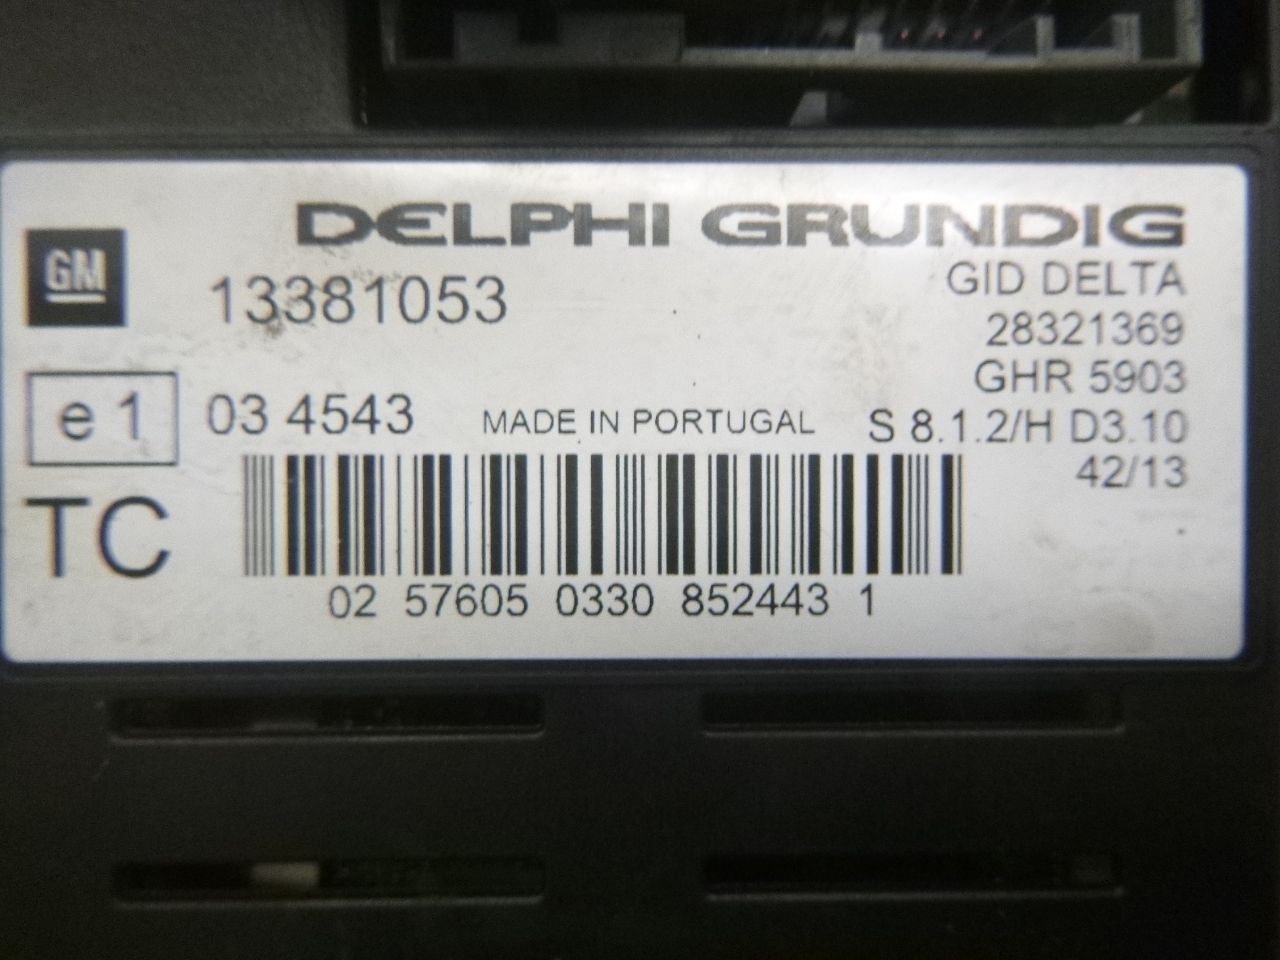 DELPHI GRUNDIG
GM
13381053
GID DELTA
28321369
GHR 5903
e 1
03 4543
MADE IN PORTUGAL
S 8.1.2/H D3.10
42/13
TC
02 57605 0330 852443 1